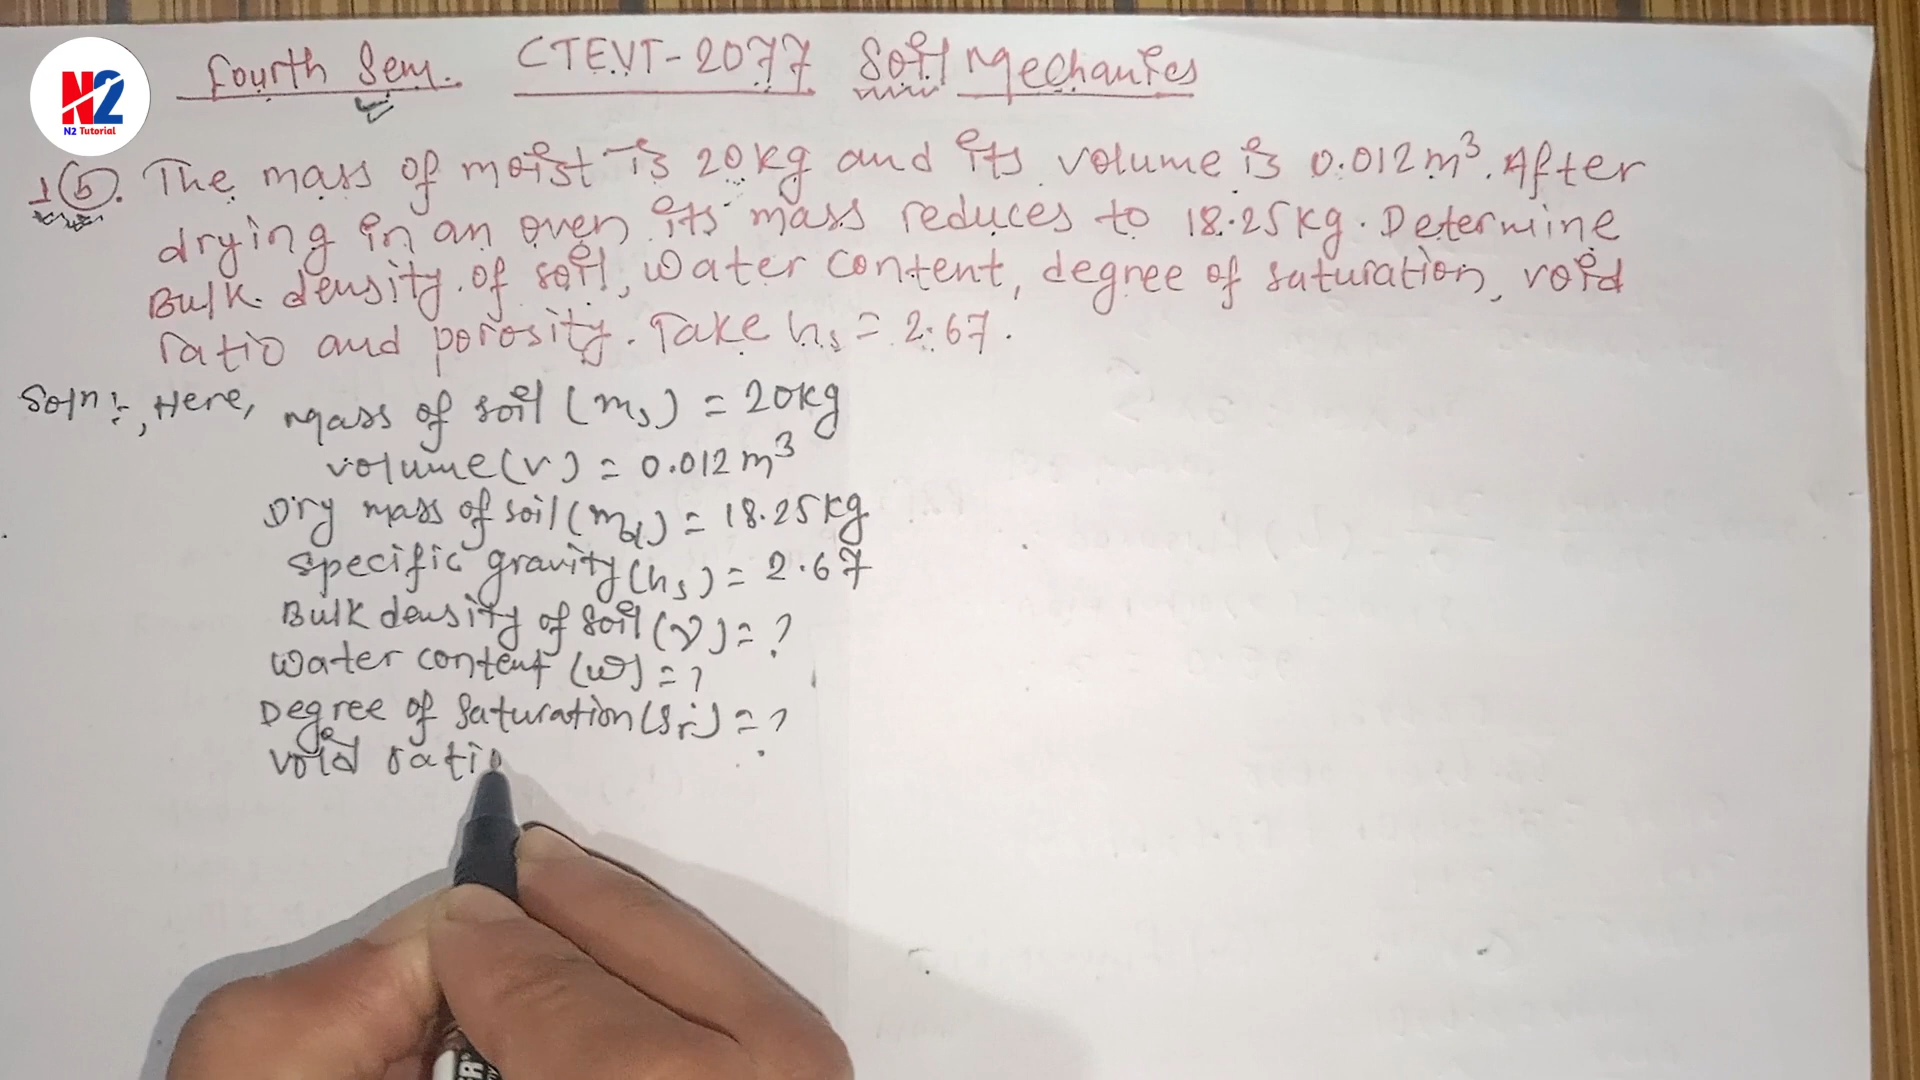 N2
N2 Tutorial
Fourth Sem. CTEVT-2077 Soil Mechanics
1(b). The mass of moist is 20kg and its volume is 0.012m³. After
drying in an oven its mass reduces to 18.25kg. Determine
Bulk density of soil, water content, degree of saturation, void
ratio and porosity. Take hs = 2.67.
Soln:-, Here, mass of soil (ms) = 20kg
volume(v) = 0.012m³
Dry mass of soil(md) = 18.25kg
specific gravity(hs) = 2.67
Bulk density of soil(γ) = ?
water content (w) = ?
Degree of saturation(sr) = ?
void ratio